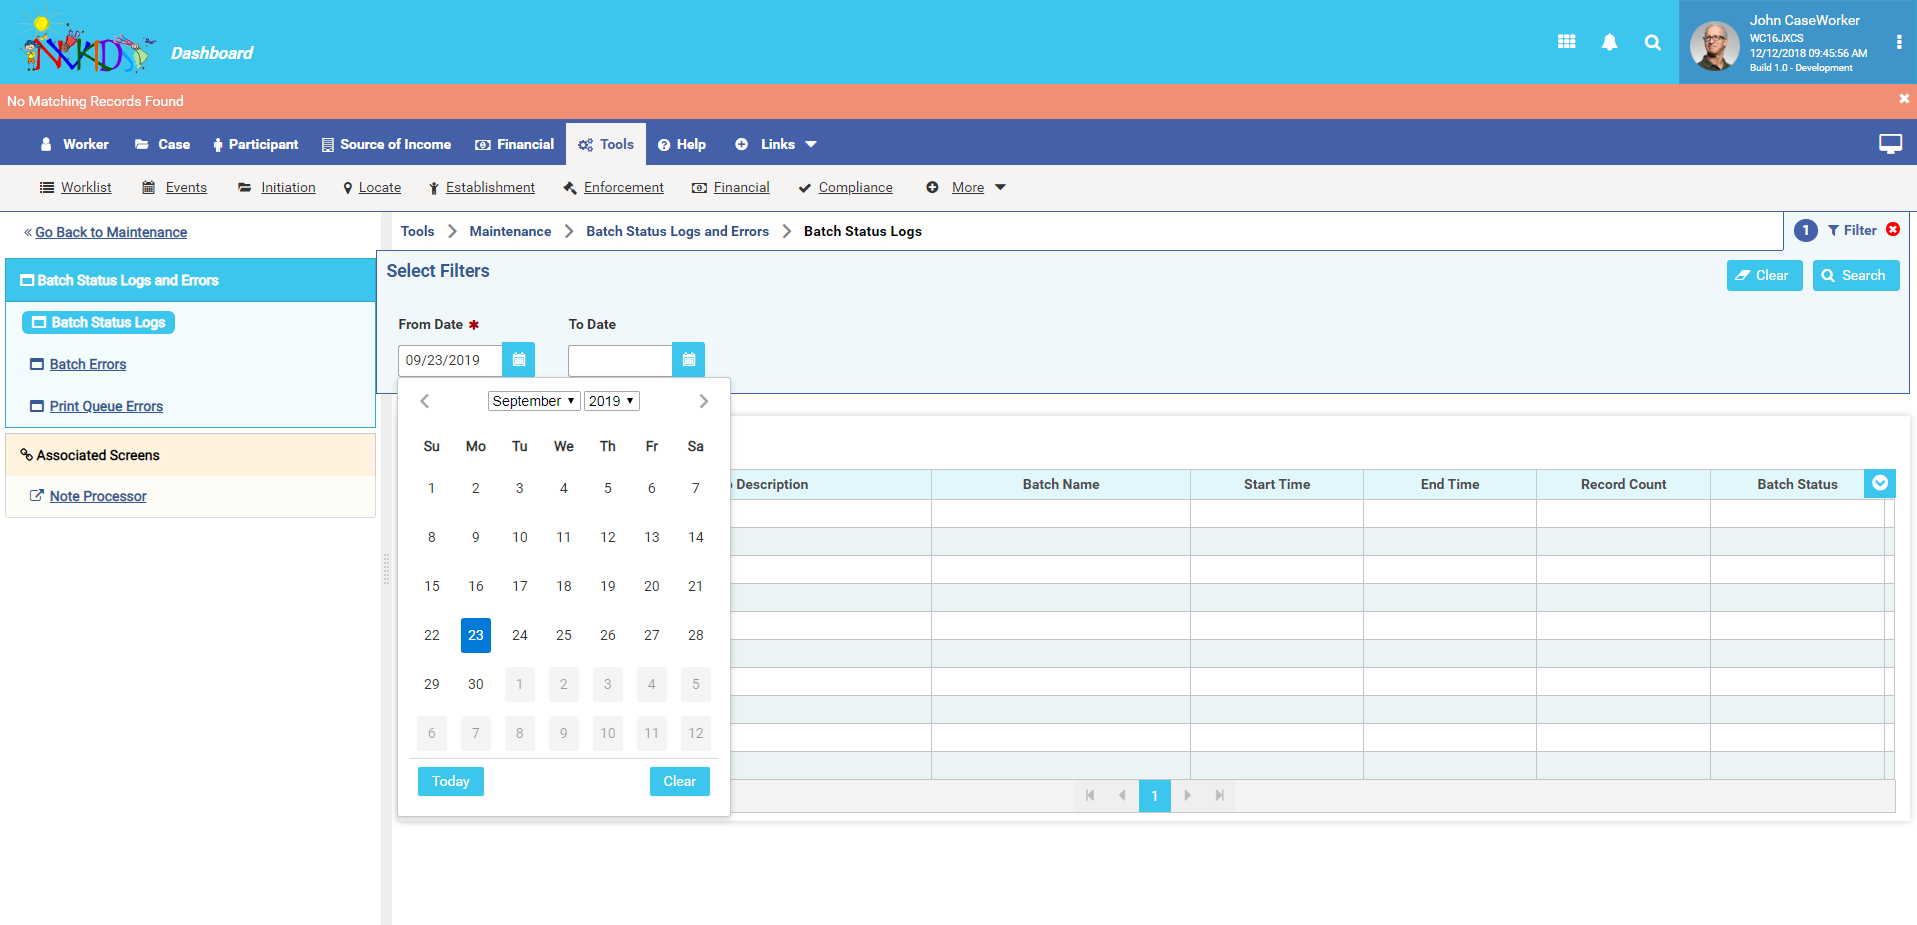 NVKIDS
Dashboard
John CaseWorker
WC16JXCS
12/12/2018 09:45:56 AM
Build 1.0 - Development
No Matching Records Found
Worker Case Participant Source of Income Financial Tools Help Links
Worklist Events Initiation Locate Establishment Enforcement Financial Compliance More
« Go Back to Maintenance
Batch Status Logs and Errors
Batch Status Logs
Batch Errors
Print Queue Errors
Associated Screens
Note Processor
Tools > Maintenance > Batch Status Logs and Errors > Batch Status Logs
1 Filter
Select Filters
Clear Search
From Date * To Date
09/23/2019
September 2019
Su Mo Tu We Th Fr Sa
1 2 3 4 5 6 7
8 9 10 11 12 13 14
15 16 17 18 19 20 21
22 23 24 25 26 27 28
29 30 1 2 3 4 5
6 7 8 9 10 11 12
Today Clear
Description Batch Name Start Time End Time Record Count Batch Status
1